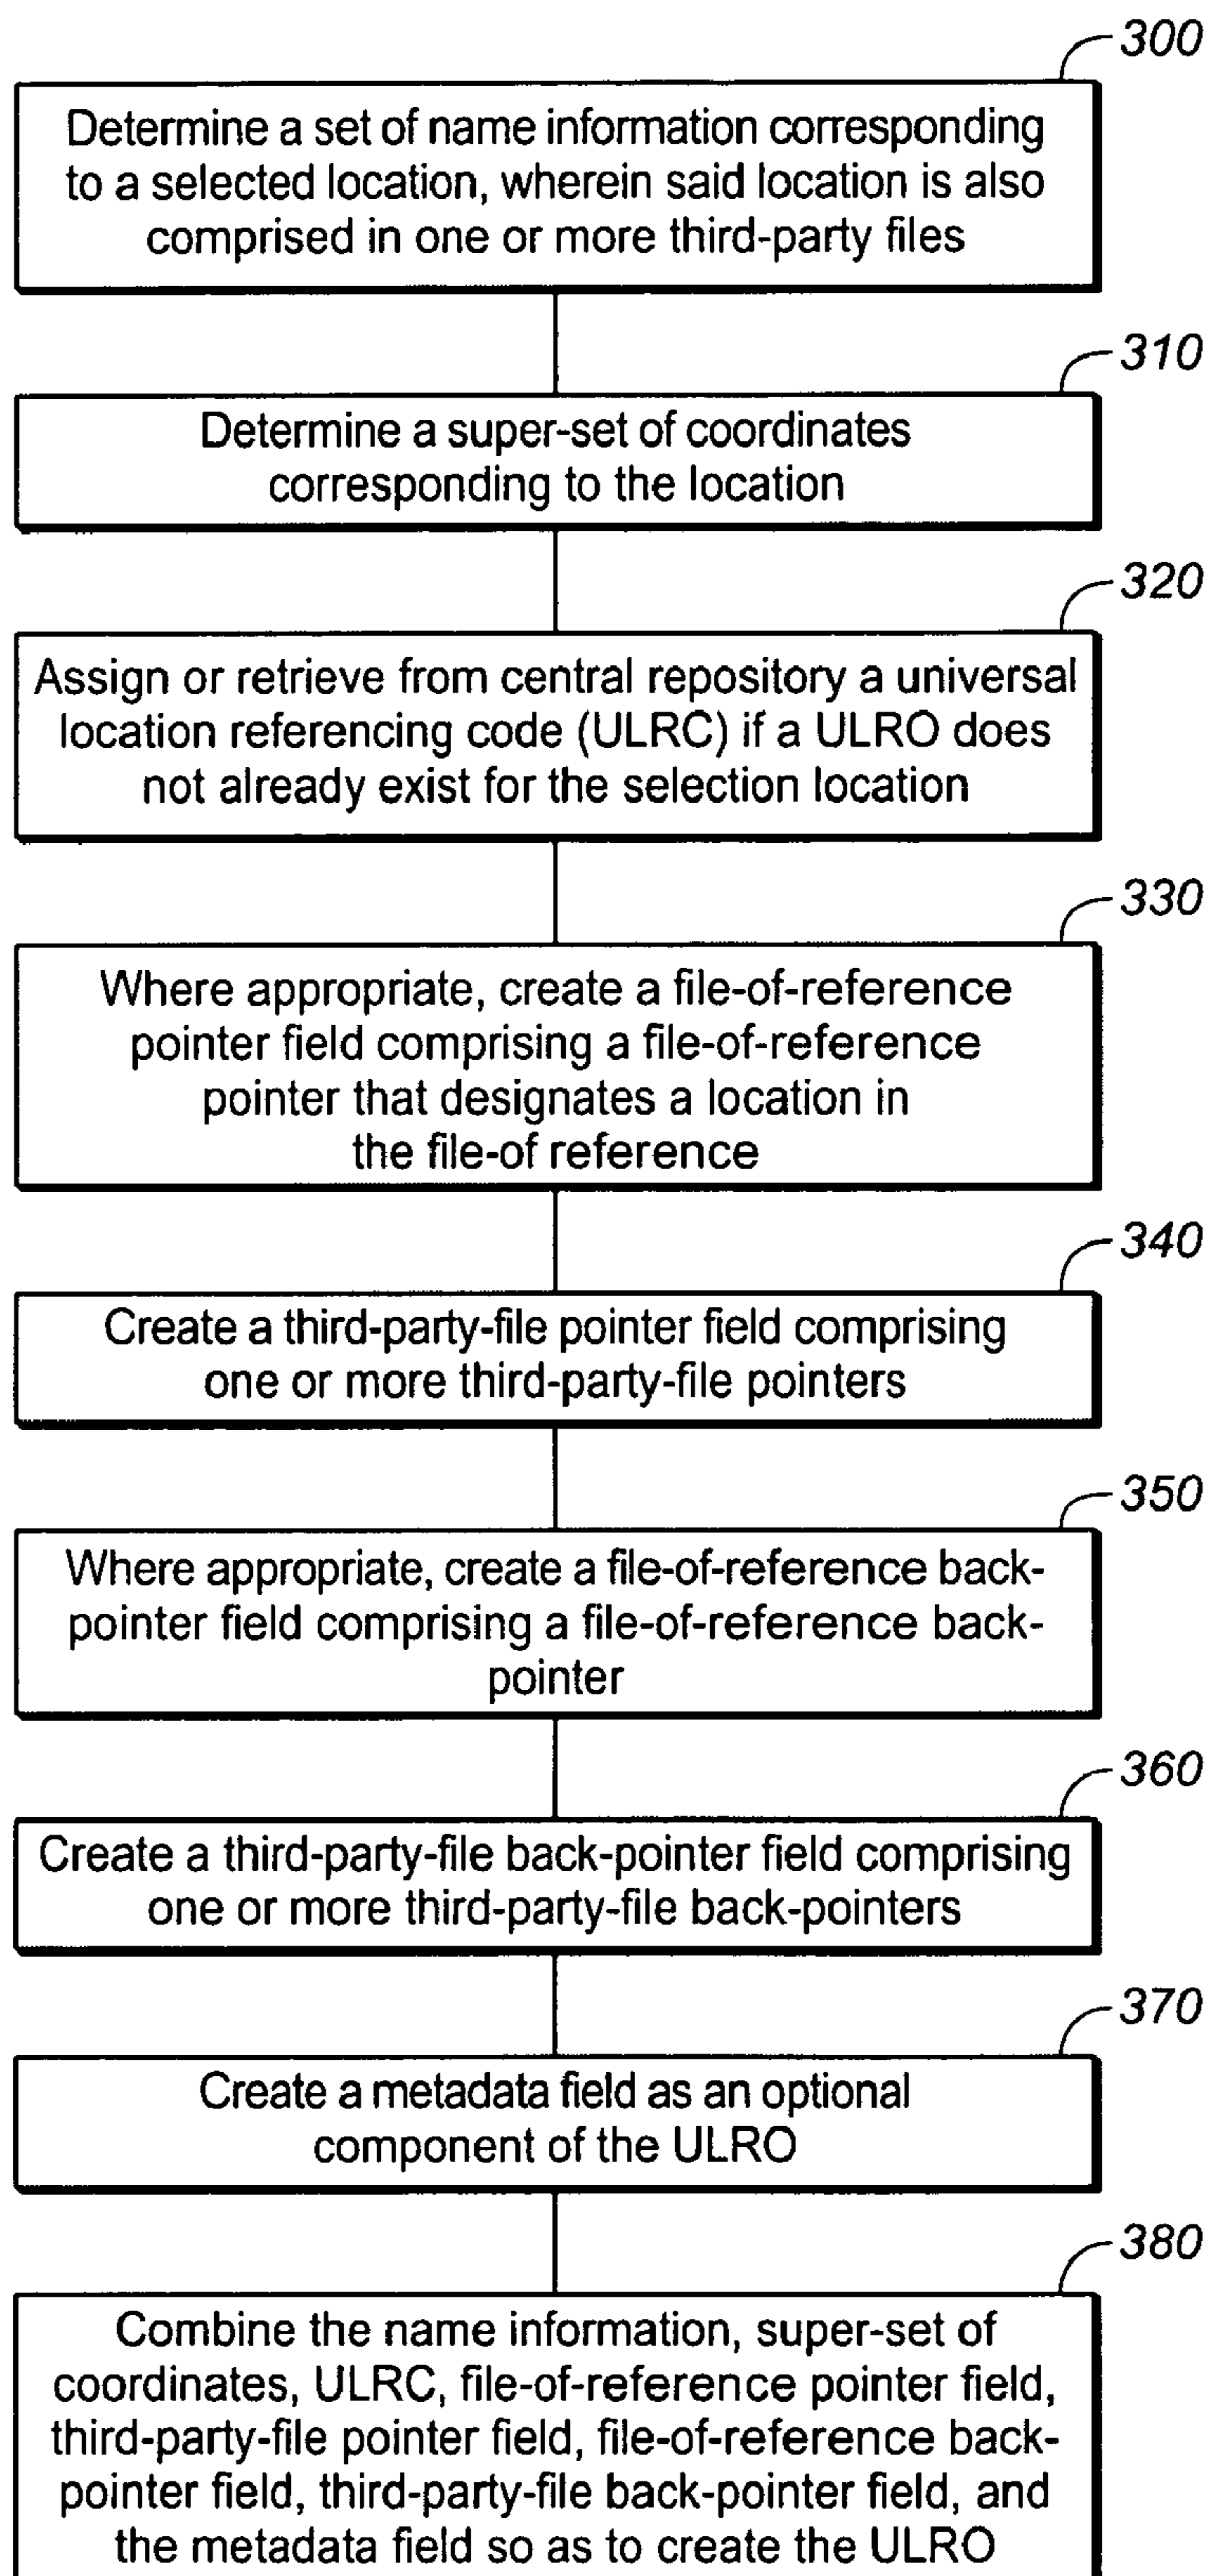 300
Determine a set of name information corresponding
to a selected location, wherein said location is also
comprised in one or more third-party files
310
Determine a super-set of coordinates
corresponding to the location
320
Assign or retrieve from central repository a universal
location referencing code (ULRC) if a ULRO does
not already exist for the selection location
330
Where appropriate, create a file-of-reference
pointer field comprising a file-of-reference
pointer that designates a location in
the file-of reference
340
Create a third-party-file pointer field comprising
one or more third-party-file pointers
350
Where appropriate, create a file-of-reference back-
pointer field comprising a file-of-reference back-
pointer
360
Create a third-party-file back-pointer field comprising
one or more third-party-file back-pointers
370
Create a metadata field as an optional
component of the ULRO
380
Combine the name information, super-set of
coordinates, ULRC, file-of-reference pointer field,
third-party-file pointer field, file-of-reference back-
pointer field, third-party-file back-pointer field, and
the metadata field so as to create the ULRO